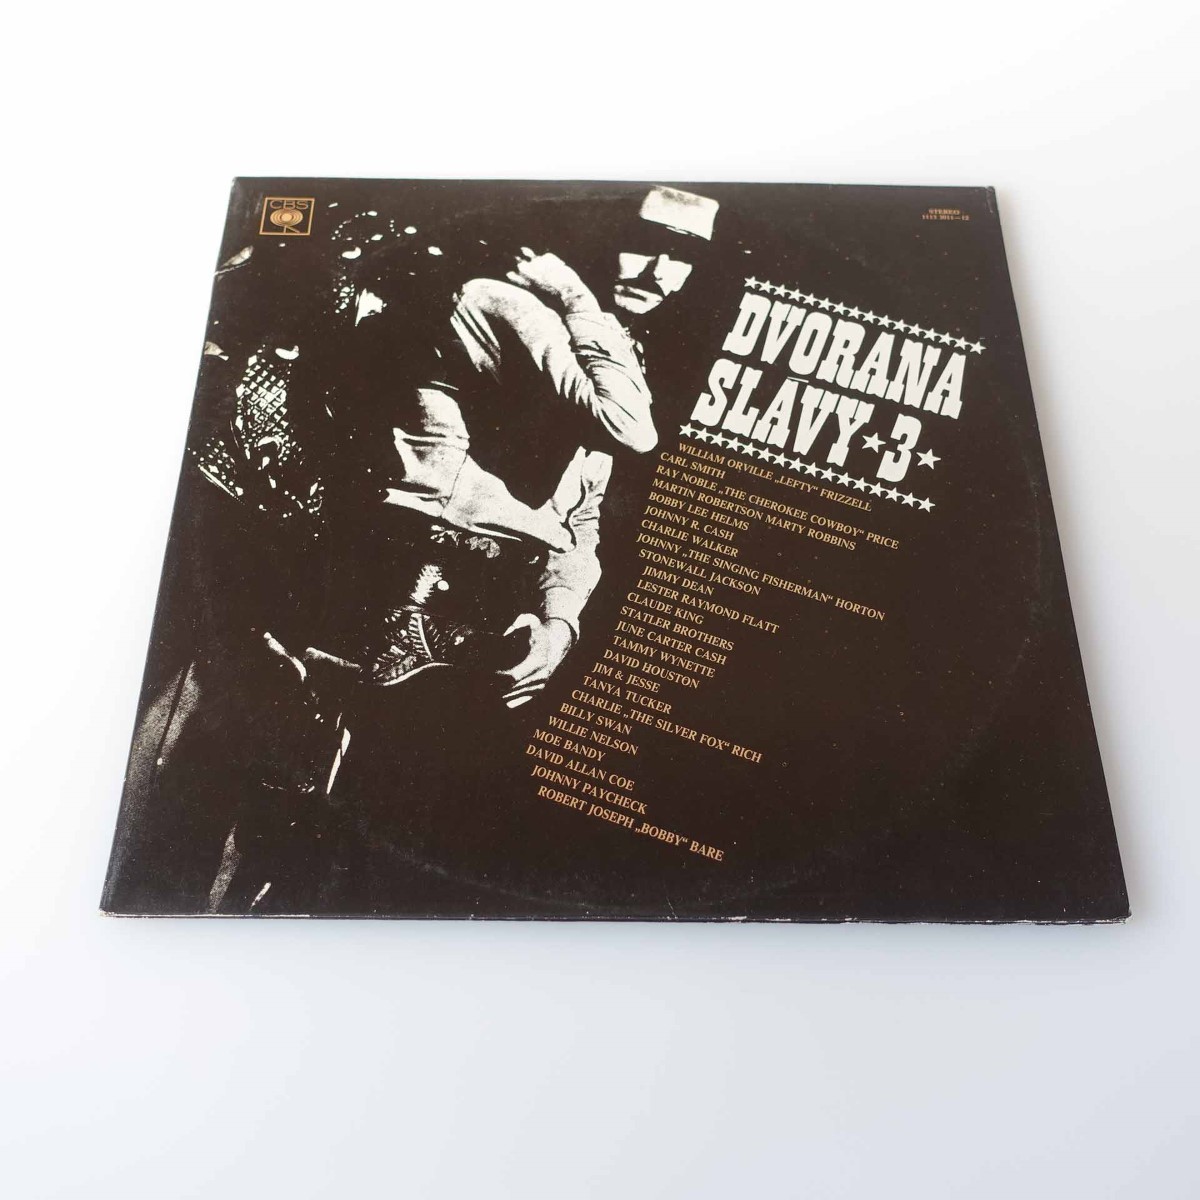 CBS
STEREO
1113 3011—12
DVORANA
SLÁVY ★3★
WILLIAM ORVILLE „LEFTY“ FRIZZELL
CARL SMITH
RAY NOBLE „THE CHEROKEE COWBOY“ PRICE
MARTIN ROBERTSON MARTY ROBBINS
BOBBY LEE HELMS
JOHNNY R. CASH
CHARLIE WALKER
JOHNNY „THE SINGING FISHERMAN“ HORTON
STONEWALL JACKSON
JIMMY DEAN
LESTER RAYMOND FLATT
CLAUDE KING
STATLER BROTHERS
JUNE CARTER CASH
TAMMY WYNETTE
DAVID HOUSTON
JIM & JESSE
TANYA TUCKER
CHARLIE „THE SILVER FOX“ RICH
BILLY SWAN
WILLIE NELSON
MOE BANDY
DAVID ALLAN COE
JOHNNY PAYCHECK
ROBERT JOSEPH „BOBBY“ BARE